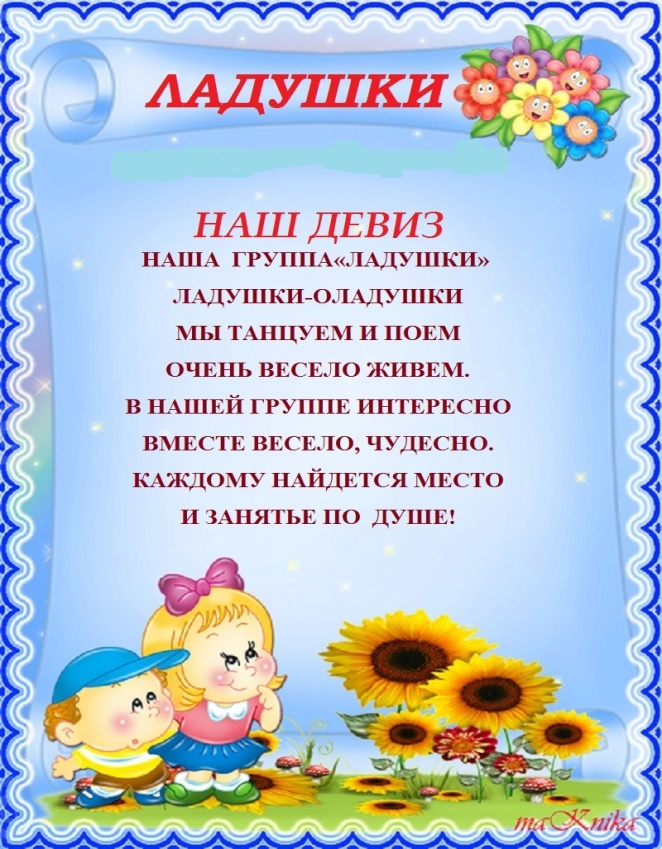 ЛАДУШКИ
НАШ ДЕВИЗ
НАША ГРУППА«ЛАДУШКИ»
ЛАДУШКИ-ОЛАДУШКИ
МЫ ТАНЦУЕМ И ПОЕМ
ОЧЕНЬ ВЕСЕЛО ЖИВЕМ.
В НАШЕЙ ГРУППЕ ИНТЕРЕСНО
ВМЕСТЕ ВЕСЕЛО, ЧУДЕСНО.
КАЖДОМУ НАЙДЕТСЯ МЕСТО
И ЗАНЯТЬЕ ПО ДУШЕ!
maKnika